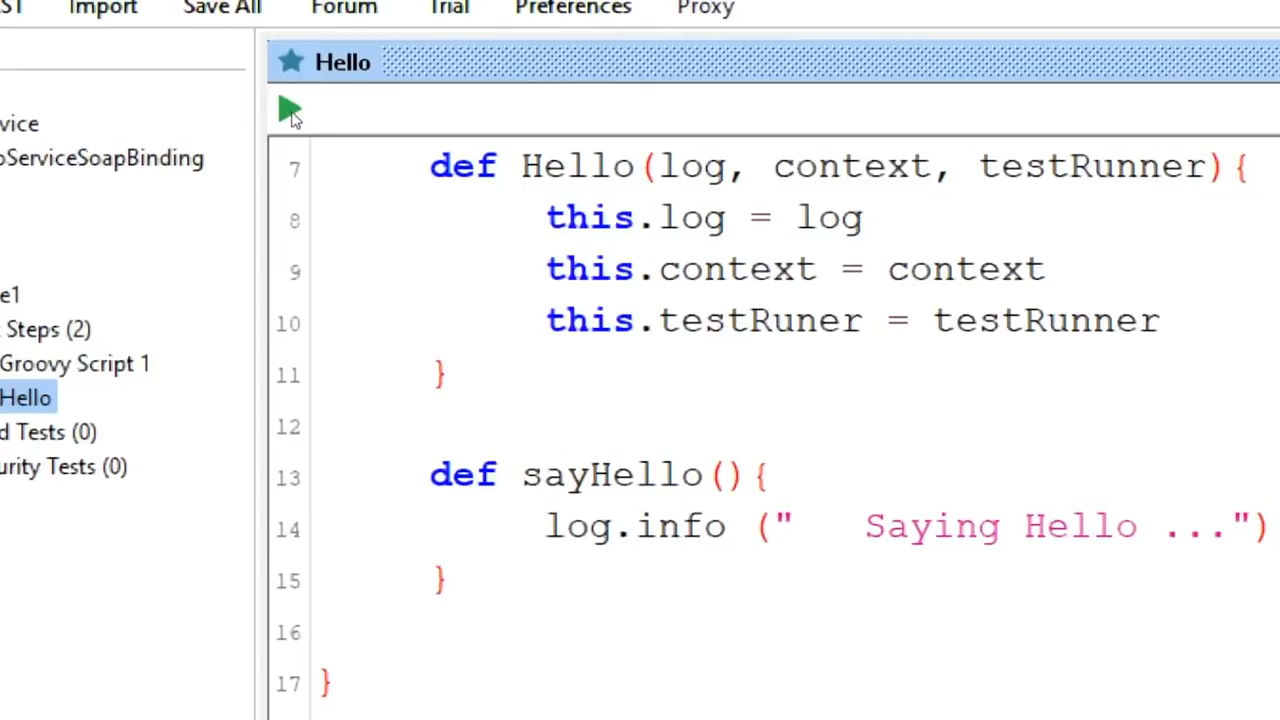 Import Save All Forum Trial Preferences Proxy
Hello
7 def Hello(log, context, testRunner){
8 this.log = log
9 this.context = context
10 this.testRuner = testRunner
11 }
12
13 def sayHello(){
14 log.info ("   Saying Hello ...")
15 }
16
17 }
vice
oServiceSoapBinding
e1
Steps (2)
Groovy Script 1
Hello
d Tests (0)
urity Tests (0)